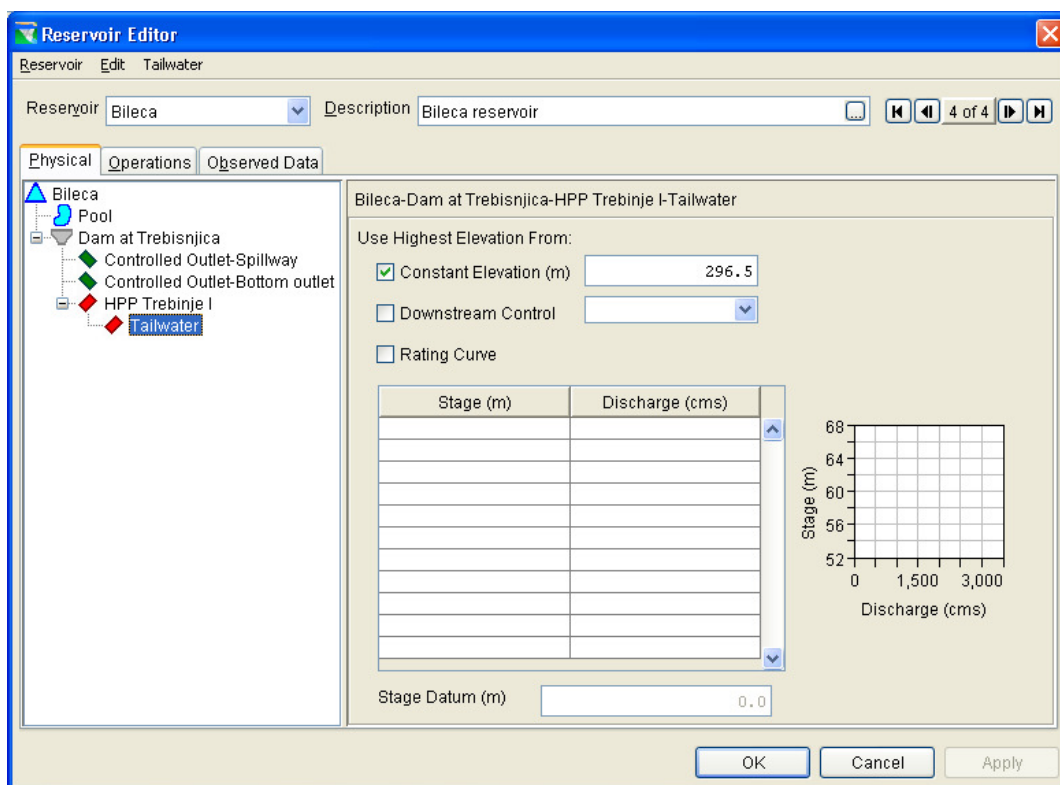 Reservoir Editor
Reservoir Edit Tailwater
Reservoir Bileca Description Bileca reservoir ... 4 of 4
Physical Operations Observed Data
Bileca
Pool
Dam at Trebisnjica
Controlled Outlet-Spillway
Controlled Outlet-Bottom outlet
HPP Trebinje I
Tailwater
Bileca-Dam at Trebisnjica-HPP Trebinje I-Tailwater
Use Highest Elevation From:
Constant Elevation (m) 296.5
Downstream Control
Rating Curve
Stage (m) Discharge (cms)
Stage (m)
68
64
60
56
52
0 1,500 3,000
Discharge (cms)
Stage Datum (m) 0.0
OK Cancel Apply